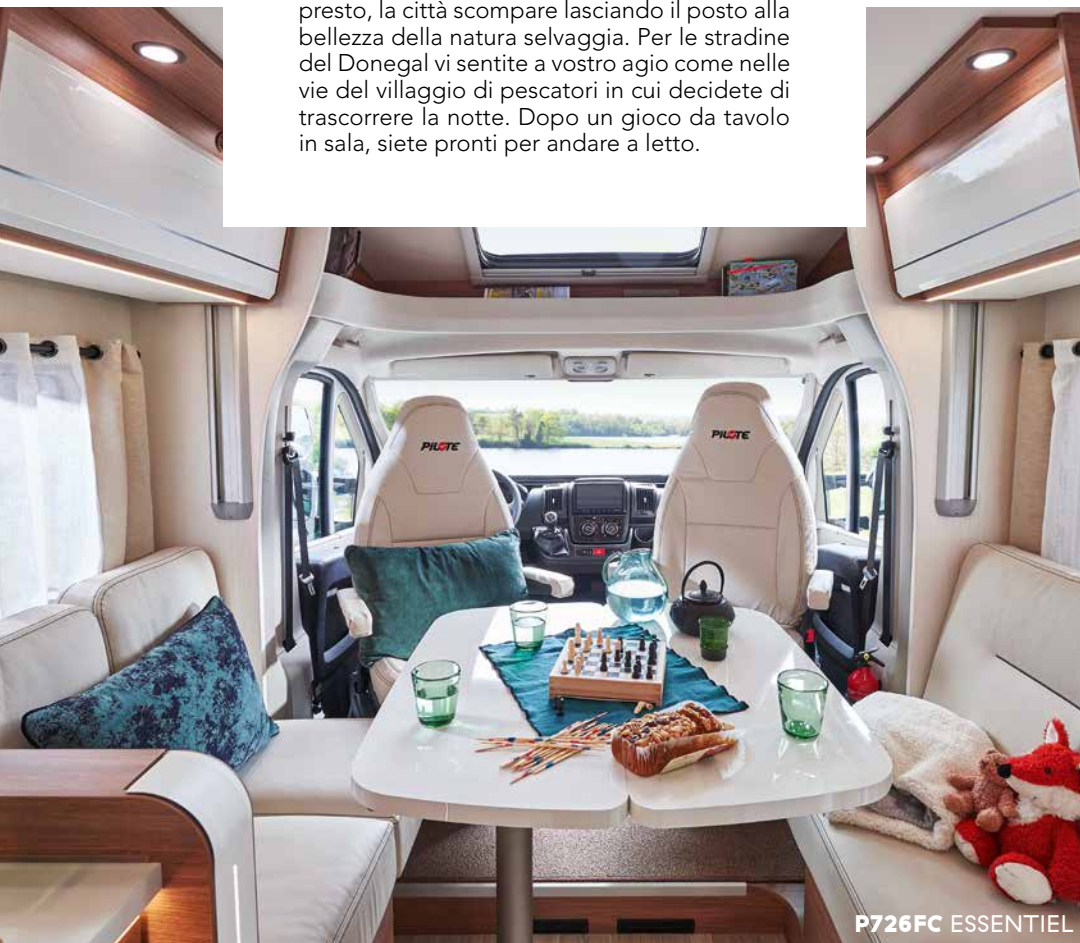 presto, la città scompare lasciando il posto alla
bellezza della natura selvaggia. Per le stradine
del Donegal vi sentite a vostro agio come nelle
vie del villaggio di pescatori in cui decidete di
trascorrere la notte. Dopo un gioco da tavolo
in sala, siete pronti per andare a letto.
PILOTE
PILOTE
P726FC ESSENTIEL